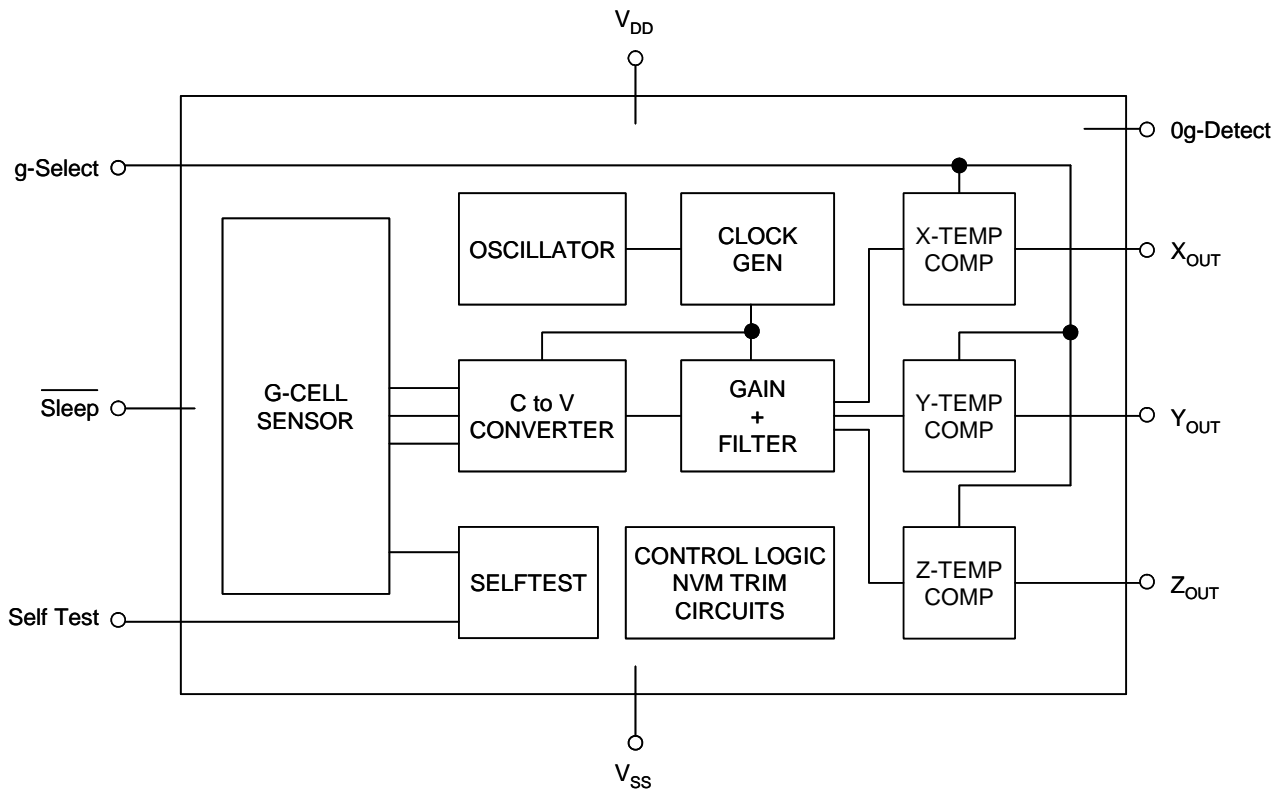 VDD
0g-Detect
g-Select
OSCILLATOR
CLOCK
GEN
X-TEMP
COMP
XOUT
G-CELL
SENSOR
Sleep
C to V
CONVERTER
GAIN
+
FILTER
Y-TEMP
COMP
YOUT
SELFTEST
CONTROL LOGIC
NVM TRIM
CIRCUITS
Z-TEMP
COMP
ZOUT
Self Test
VSS